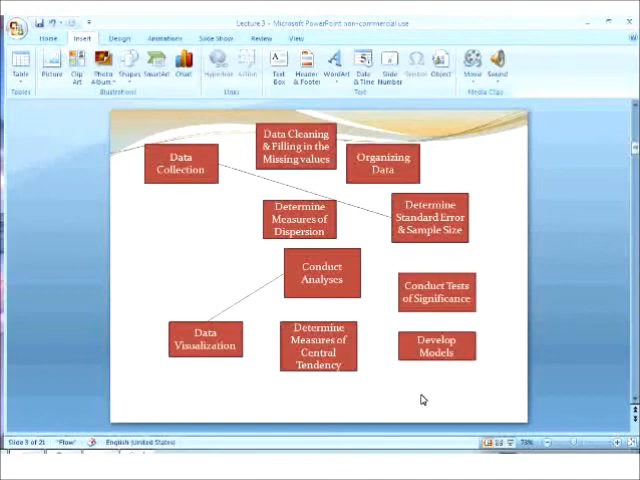 Lecture 3 - Microsoft PowerPoint non-commercial use
Home Insert Design Animations Slide Show Review View
Table Picture Clip Art Photo Album Shapes SmartArt Chart Hyperlink Action Text Box Header & Footer WordArt Date & Time Slide Number Symbol Object Movie Sound
Tables Illustrations Links Text Media Clips
Data Cleaning
& Filling in the
Missing values
Data
Collection
Organizing
Data
Determine
Measures of
Dispersion
Determine
Standard Error
& Sample Size
Conduct
Analyses
Conduct Tests
of Significance
Data
Visualization
Determine
Measures of
Central
Tendency
Develop
Models
Slide 3 of 21 "Flow" English (United States) 73%